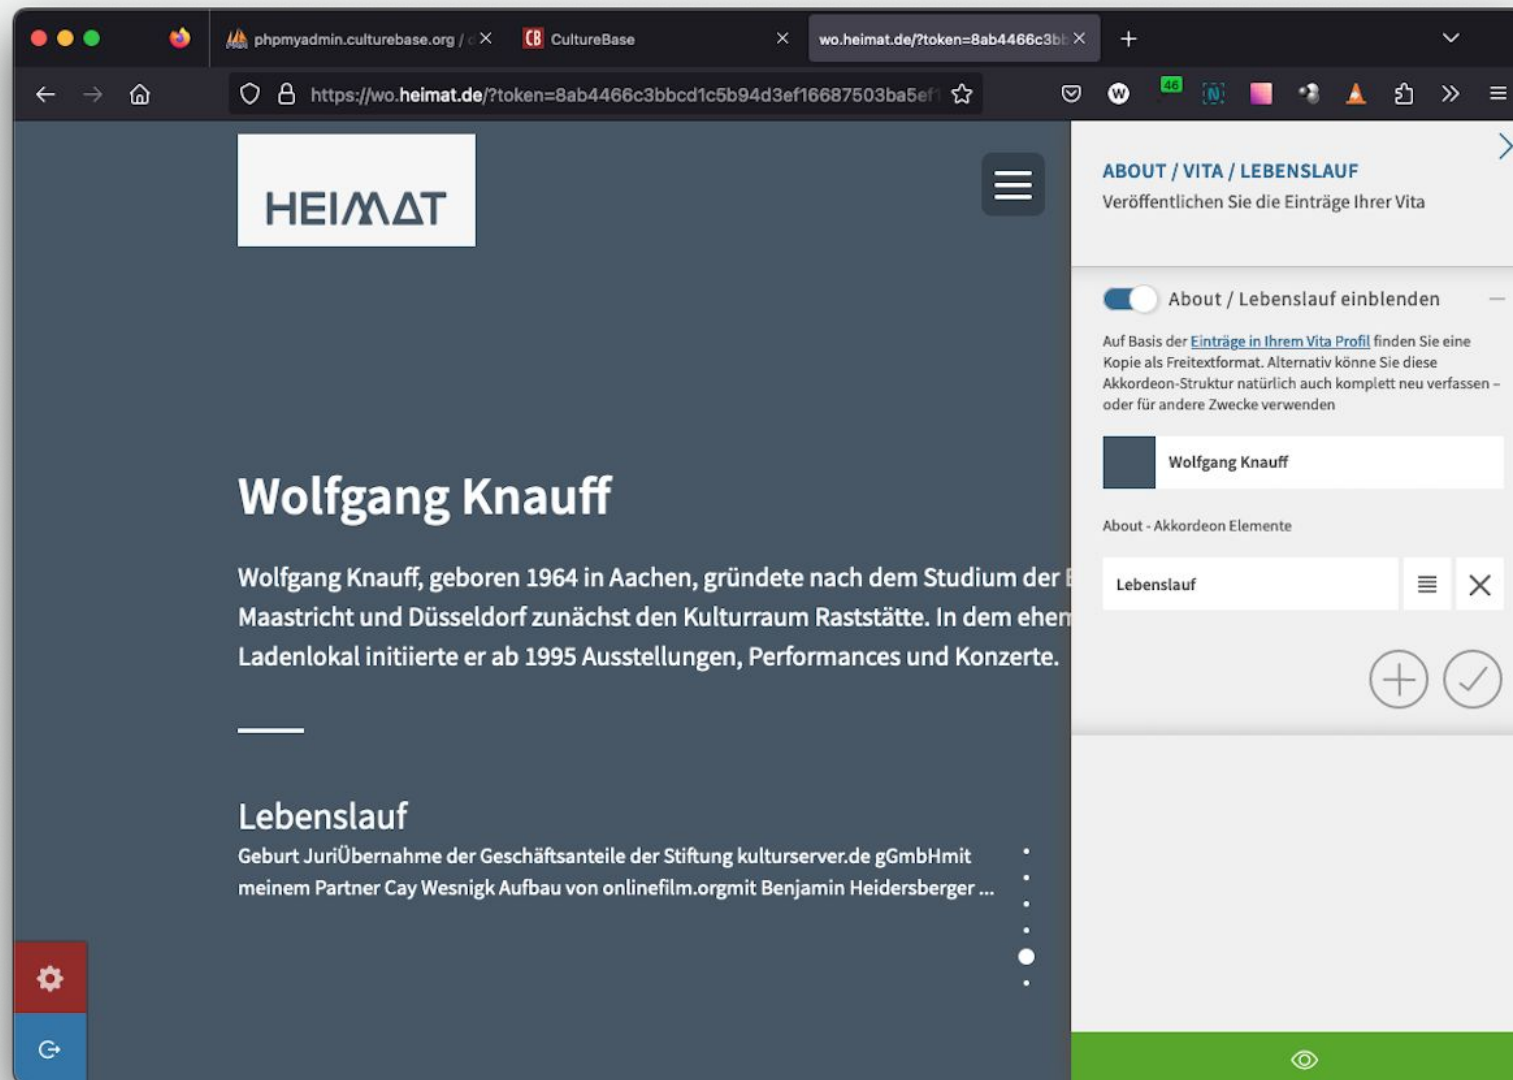 phpmyadmin.culturebase.org /
CultureBase
wo.heimat.de/?token=8ab4466c3bb
https://wo.heimat.de/?token=8ab4466c3bbcd1c5b94d3ef16687503ba5ef1
W
46
N
HEIMAT
Wolfgang Knauff
Wolfgang Knauff, geboren 1964 in Aachen, gründete nach dem Studium der
Maastricht und Düsseldorf zunächst den Kulturraum Raststätte. In dem ehem
Ladenlokal initiierte er ab 1995 Ausstellungen, Performances und Konzerte.
Lebenslauf
Geburt JuriÜbernahme der Geschäftsanteile der Stiftung kulturserver.de gGmbHmit
meinem Partner Cay Wesnigk Aufbau von onlinefilm.orgmit Benjamin Heidersberger ...
ABOUT / VITA / LEBENSLAUF
Veröffentlichen Sie die Einträge Ihrer Vita
About / Lebenslauf einblenden
Auf Basis der Einträge in Ihrem Vita Profil finden Sie eine
Kopie als Freitextformat. Alternativ könne Sie diese
Akkordeon-Struktur natürlich auch komplett neu verfassen –
oder für andere Zwecke verwenden
Wolfgang Knauff
About - Akkordeon Elemente
Lebenslauf